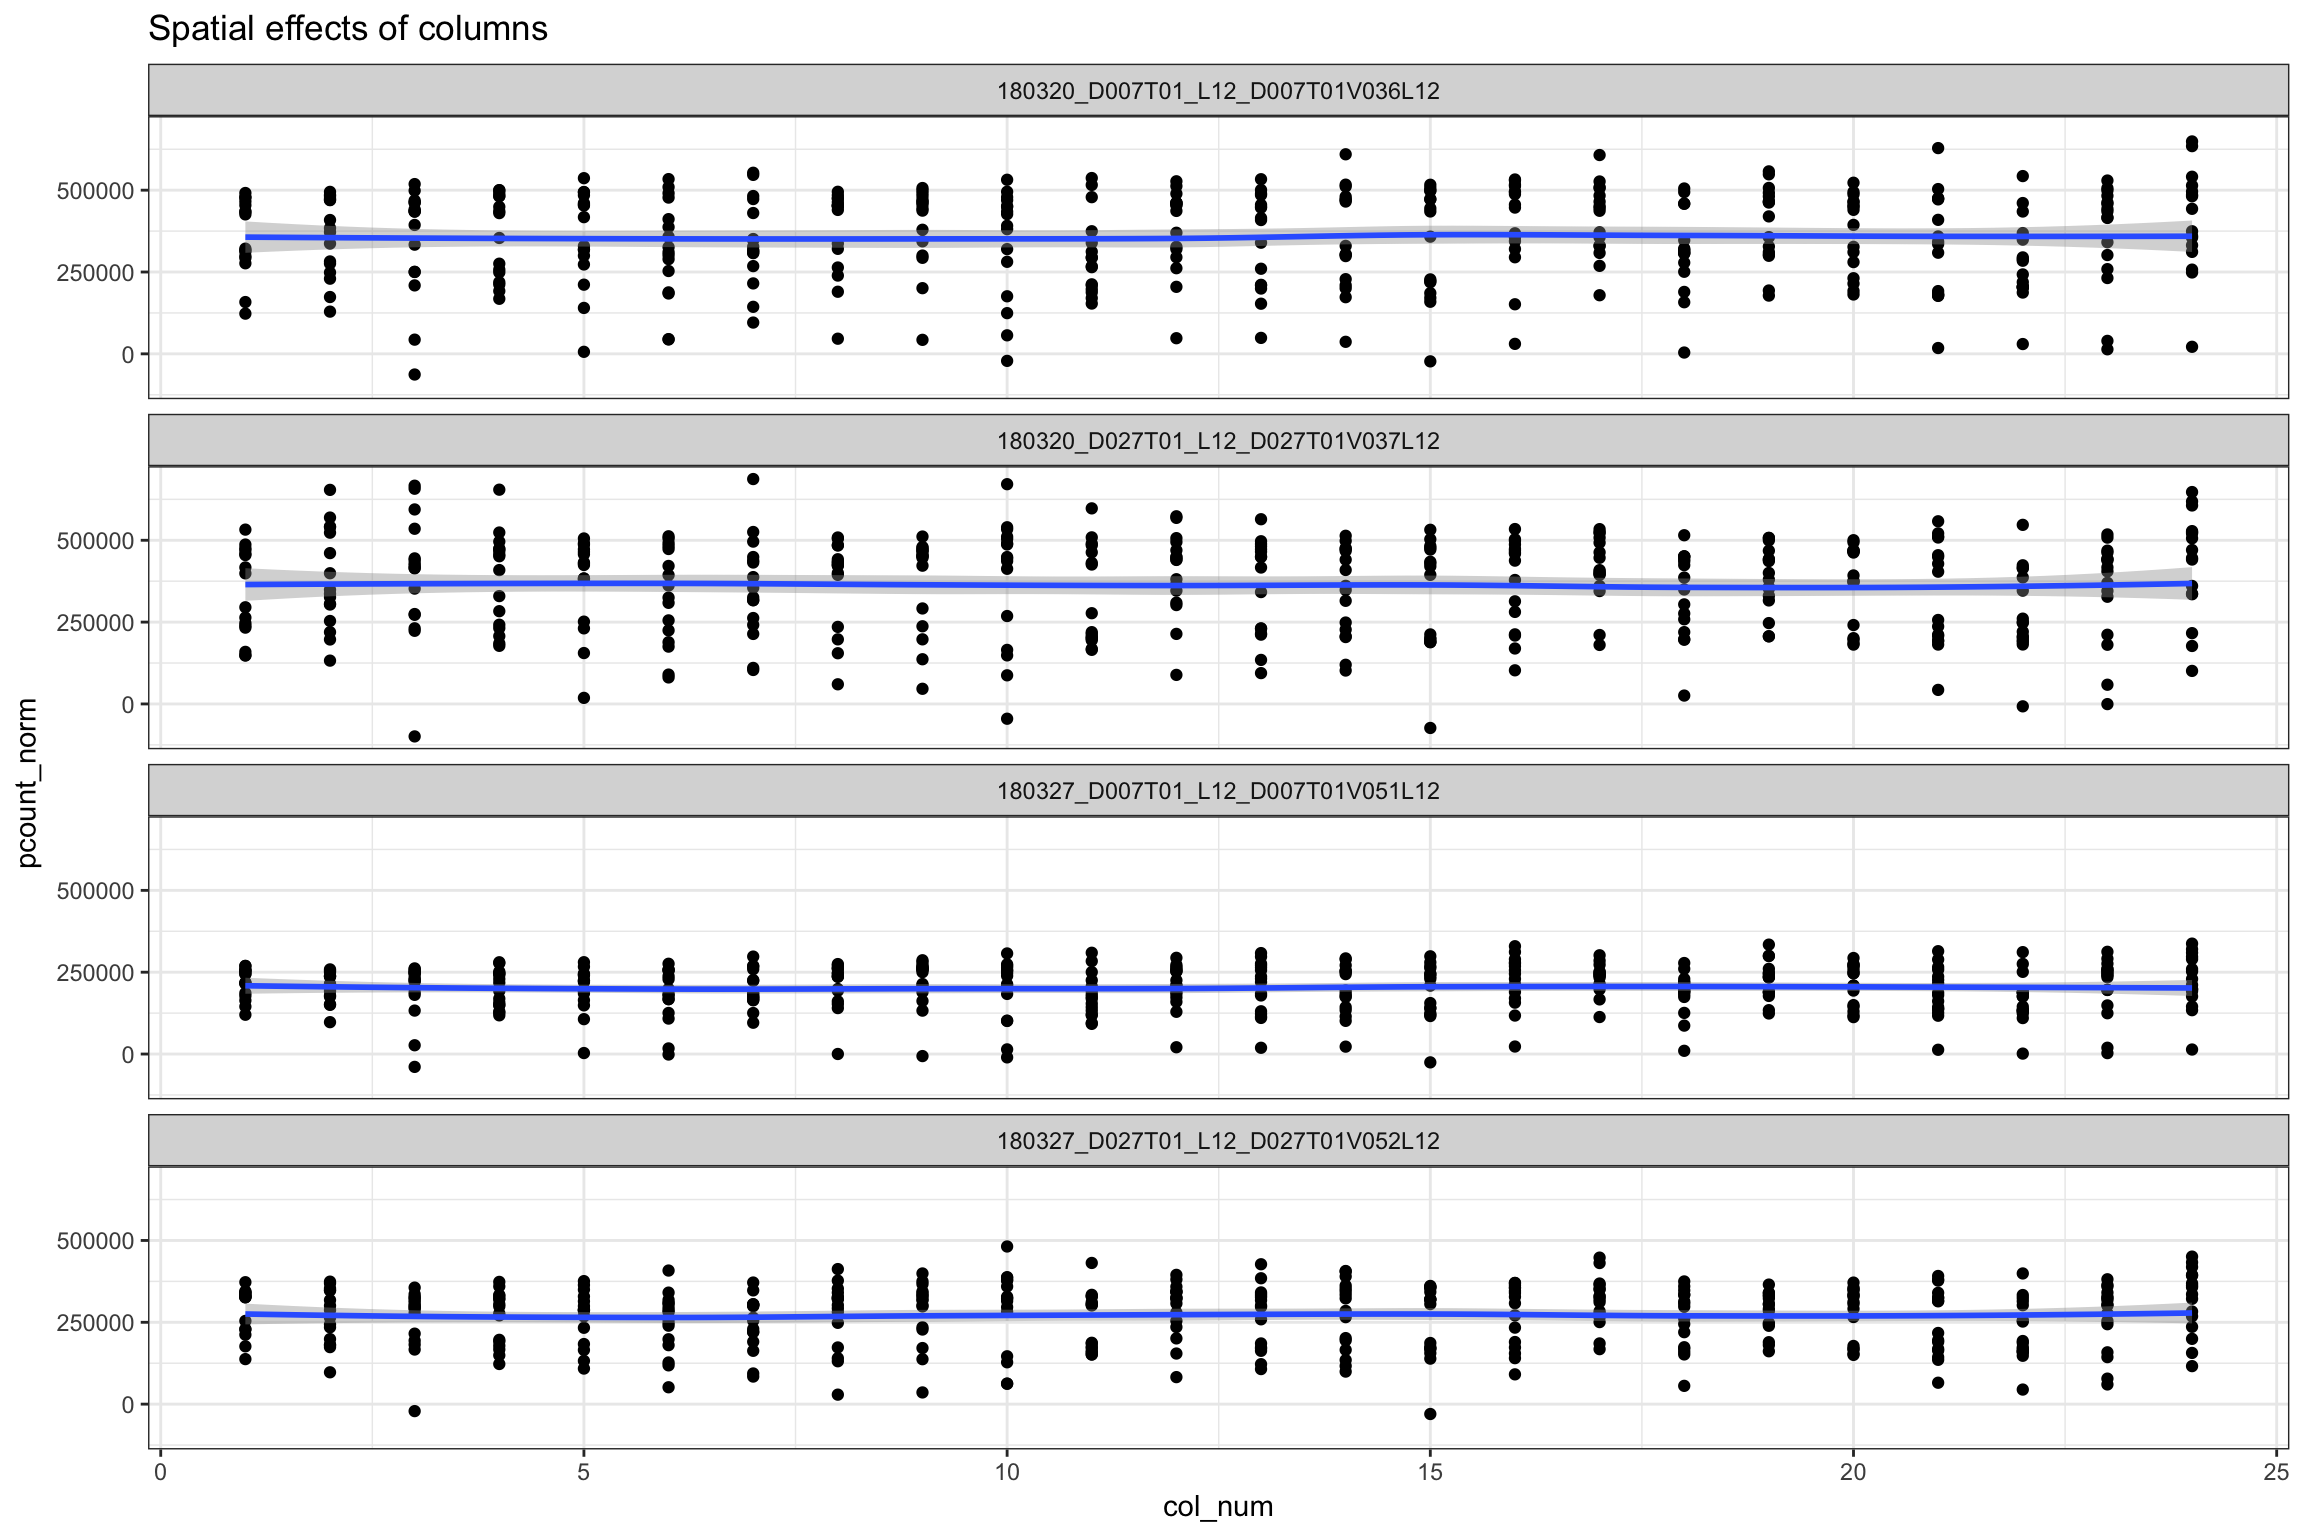 Spatial effects of columns
180320_D007T01_L12_D007T01V036L12
500000
250000
0
180320_D027T01_L12_D027T01V037L12
500000
250000
0
pcount_norm
180327_D007T01_L12_D007T01V051L12
500000
250000
0
180327_D027T01_L12_D027T01V052L12
500000
250000
0
0 5 10 15 20 25
col_num